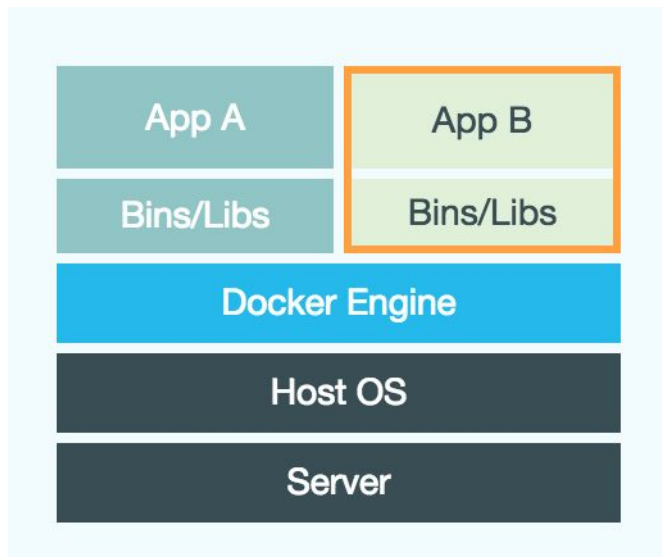 App A
App B
Bins/Libs
Bins/Libs
Docker Engine
Host OS
Server